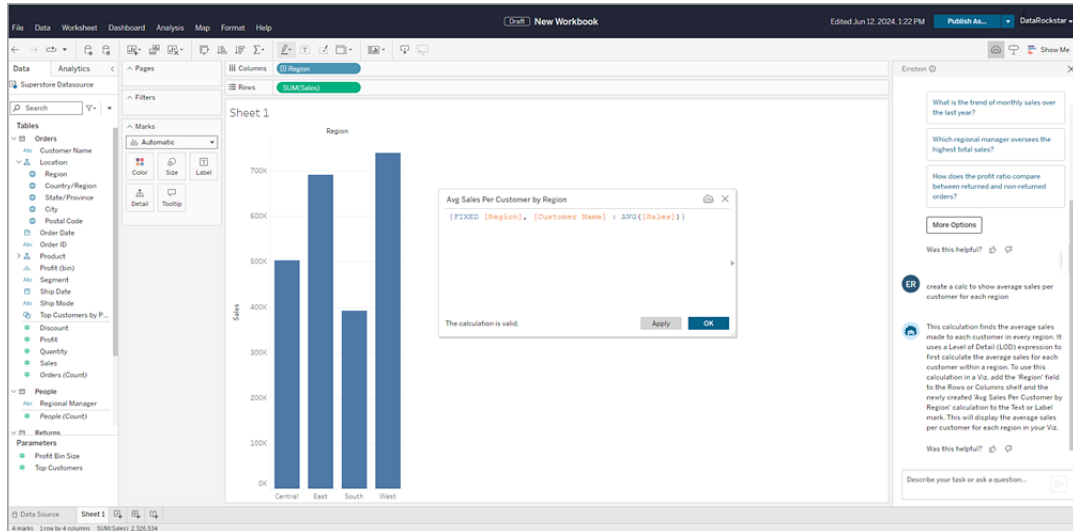 Draft New Workbook
Edited Jun 12, 2024, 1:22 PM
Publish As...
DataRockstar
File Data Worksheet Dashboard Analysis Map Format Help
Show Me
Data Analytics
Superstore Datasource
Search
Tables
Orders
Abc Customer Name
Location
Region
Country/Region
State/Province
City
Postal Code
Order Date
Abc Order ID
Product
Profit (bin)
Abc Segment
Ship Date
Abc Ship Mode
Top Customers by P...
Discount
Profit
Quantity
Sales
Orders (Count)
People
Abc Regional Manager
People (Count)
Returns
Parameters
Profit Bin Size
Top Customers
Pages
Filters
Marks
Automatic
Color Size Label
Detail Tooltip
Columns Region
Rows SUM(Sales)
Sheet 1
Region
700K
600K
500K
400K
300K
200K
100K
0K
Sales
Central East South West
Avg Sales Per Customer by Region
{FIXED [Region], [Customer Name] : AVG([Sales])}
The calculation is valid.
Apply OK
Einstein
What is the trend of monthly sales over
the last year?
Which regional manager oversees the
highest total sales?
How does the profit ratio compare
between returned and non-returned
orders?
More Options
Was this helpful?
ER
create a calc to show average sales per
customer for each region
This calculation finds the average sales
made to each customer in every region. It
uses a Level of Detail (LOD) expression to
first calculate the average sales for each
customer within a region. To use this
calculation in a Viz, add the 'Region' field
to the Rows or Columns shelf and the
newly created 'Avg Sales Per Customer by
Region' calculation to the Text or Label
mark. This will display the average sales
per customer for each region in your Viz.
Was this helpful?
Describe your task or ask a question...
Data Source Sheet 1
4 marks 1 row by 4 columns SUM(Sales): 2,326,534